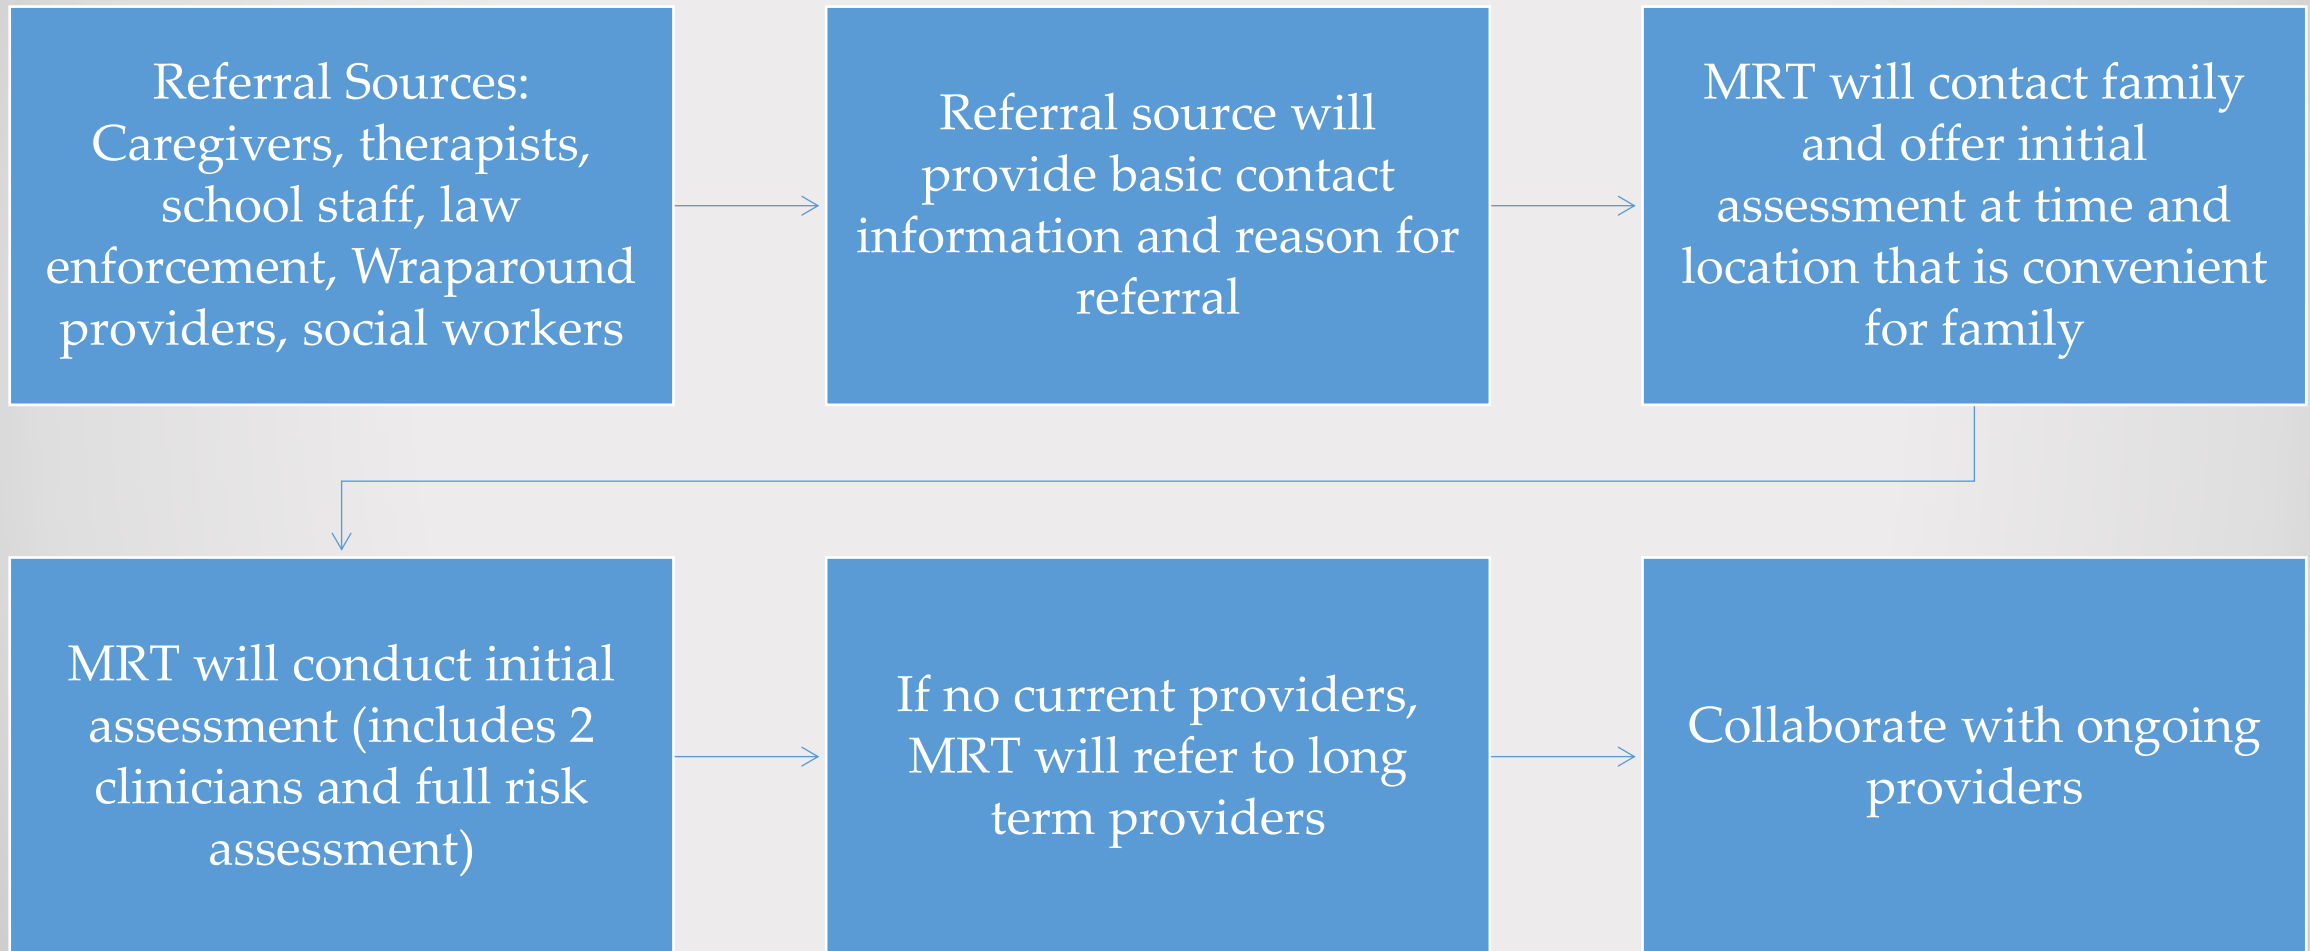 Referral Sources:
Caregivers, therapists,
school staff, law
enforcement, Wraparound
providers, social workers
Referral source will
provide basic contact
information and reason for
referral
MRT will contact family
and offer initial
assessment at time and
location that is convenient
for family
MRT will conduct initial
assessment (includes 2
clinicians and full risk
assessment)
If no current providers,
MRT will refer to long
term providers
Collaborate with ongoing
providers